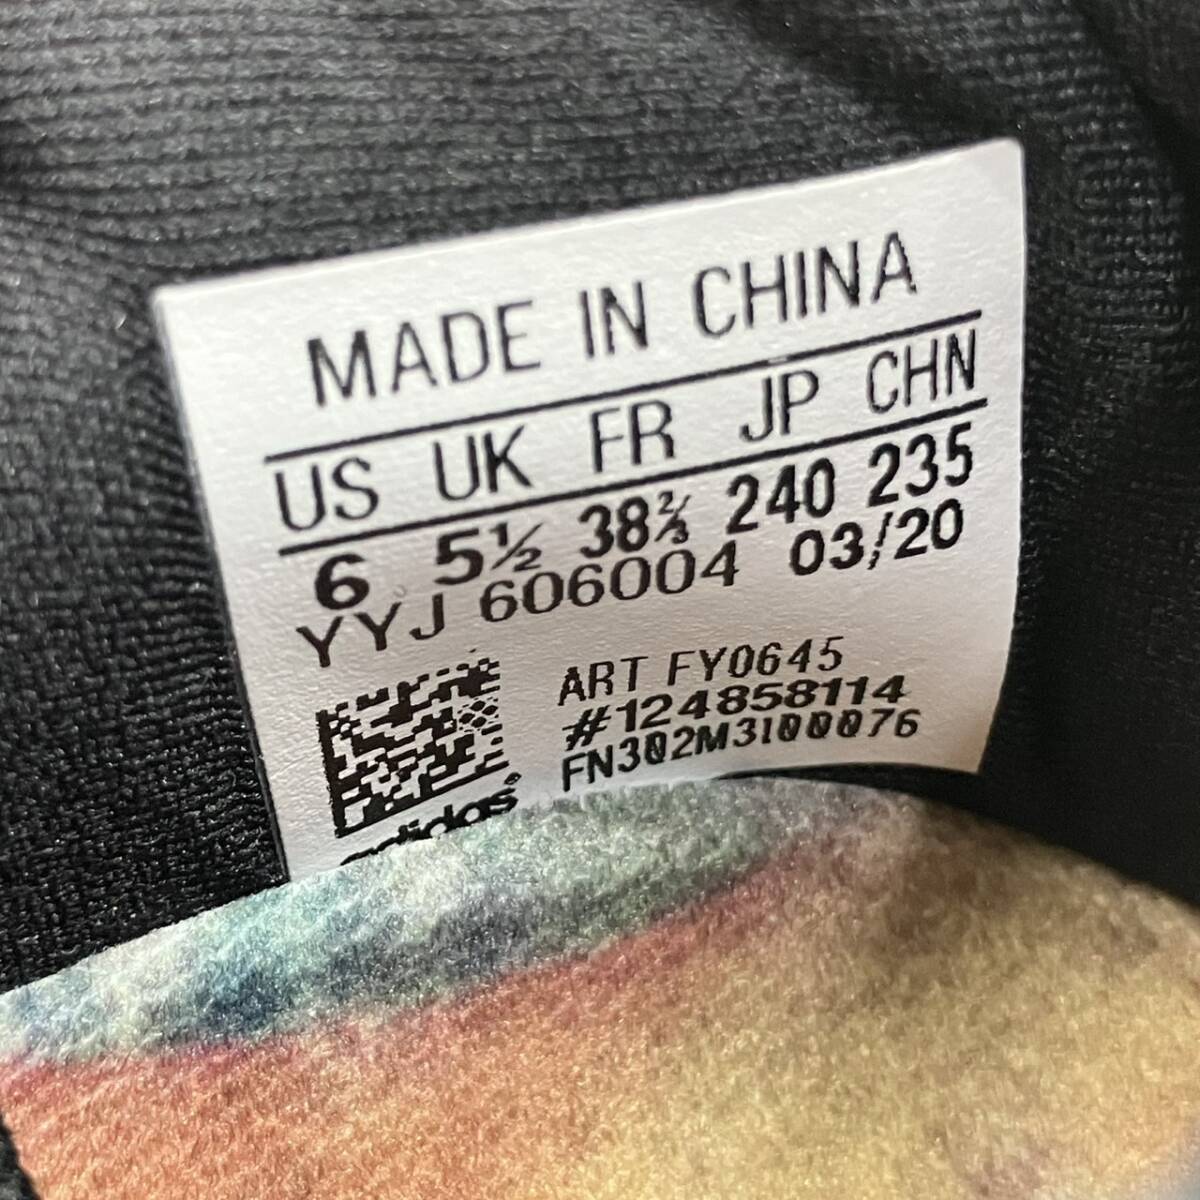 MADE IN CHINA
US UK FR JP CHN
6 5½ 38⅔ 240 235
YYJ 606004 03/20
ART FY0645
#124858114
FN302M3100076
adidas®